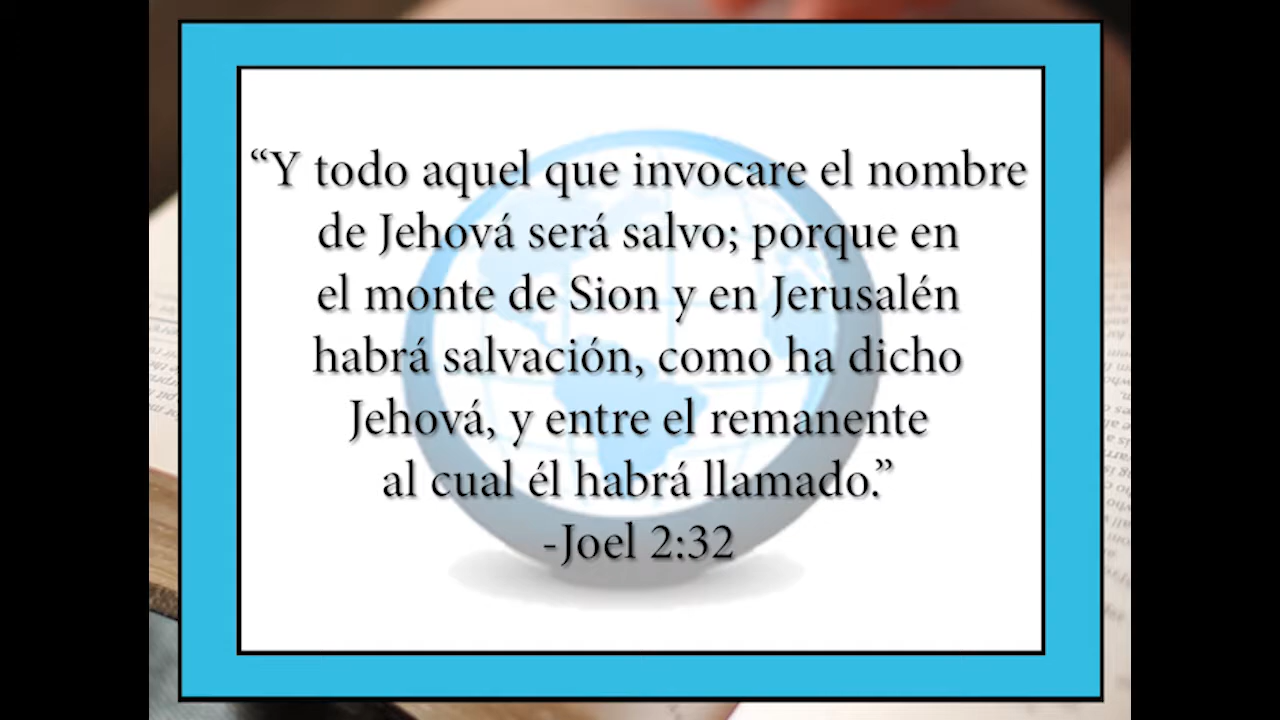 “Y todo aquel que invocare el nombre
de Jehová será salvo; porque en
el monte de Sion y en Jerusalén
habrá salvación, como ha dicho
Jehová, y entre el remanente
al cual él habrá llamado.”
-Joel 2:32